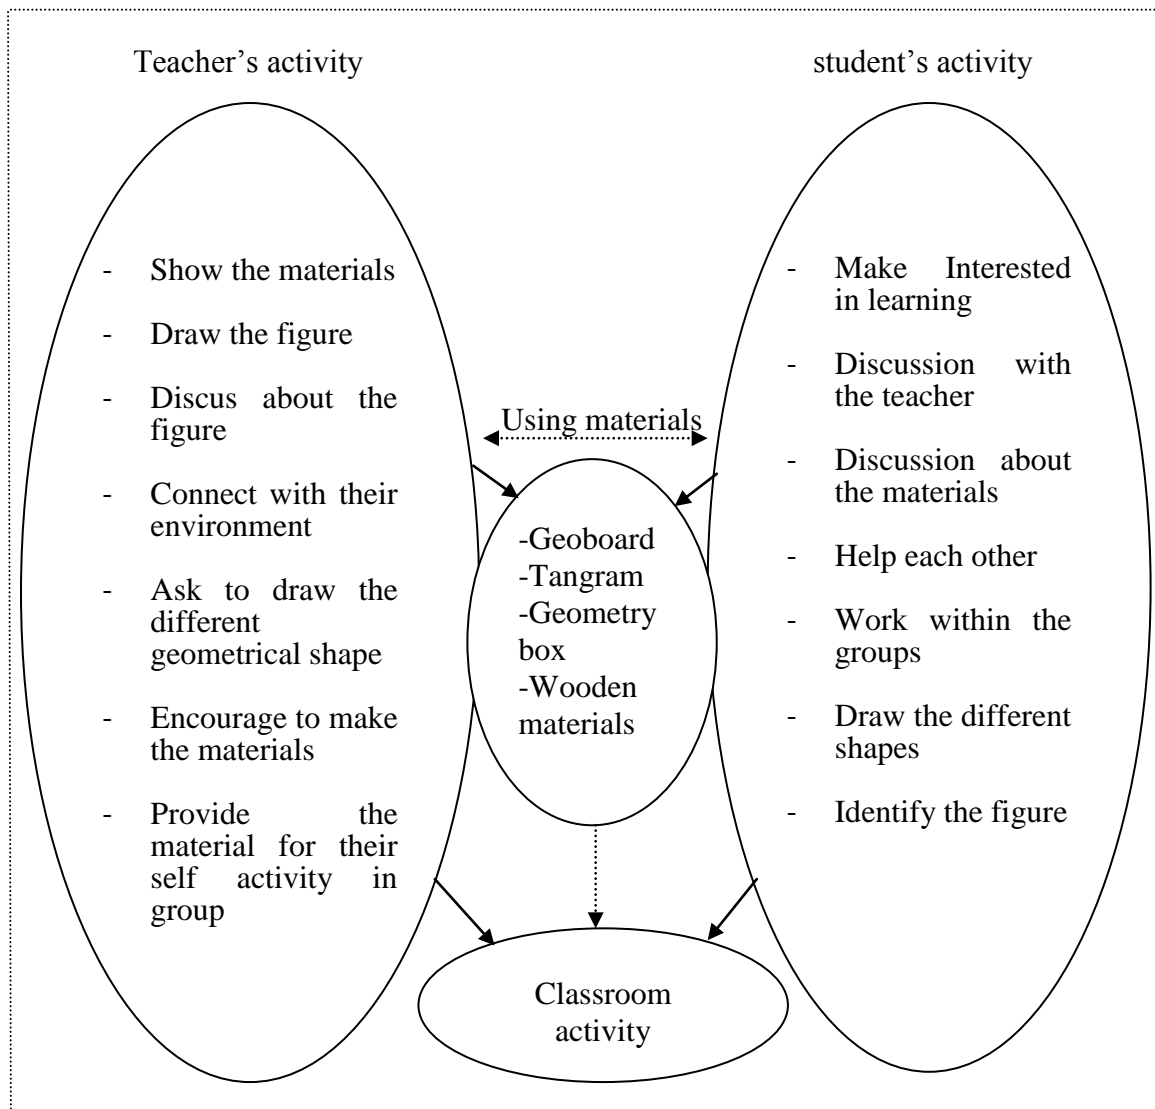 Teacher’s activity
student’s activity
- Show the materials
- Draw the figure
- Discus about the
figure
- Connect with their
environment
- Ask to draw the
different
geometrical shape
- Encourage to make
the materials
- Provide the
material for their
self activity in
group
Using materials
-Geoboard
-Tangram
-Geometry
box
-Wooden
materials
- Make Interested
in learning
- Discussion with
the teacher
- Discussion about
the materials
- Help each other
- Work within the
groups
- Draw the different
shapes
- Identify the figure
Classroom
activity